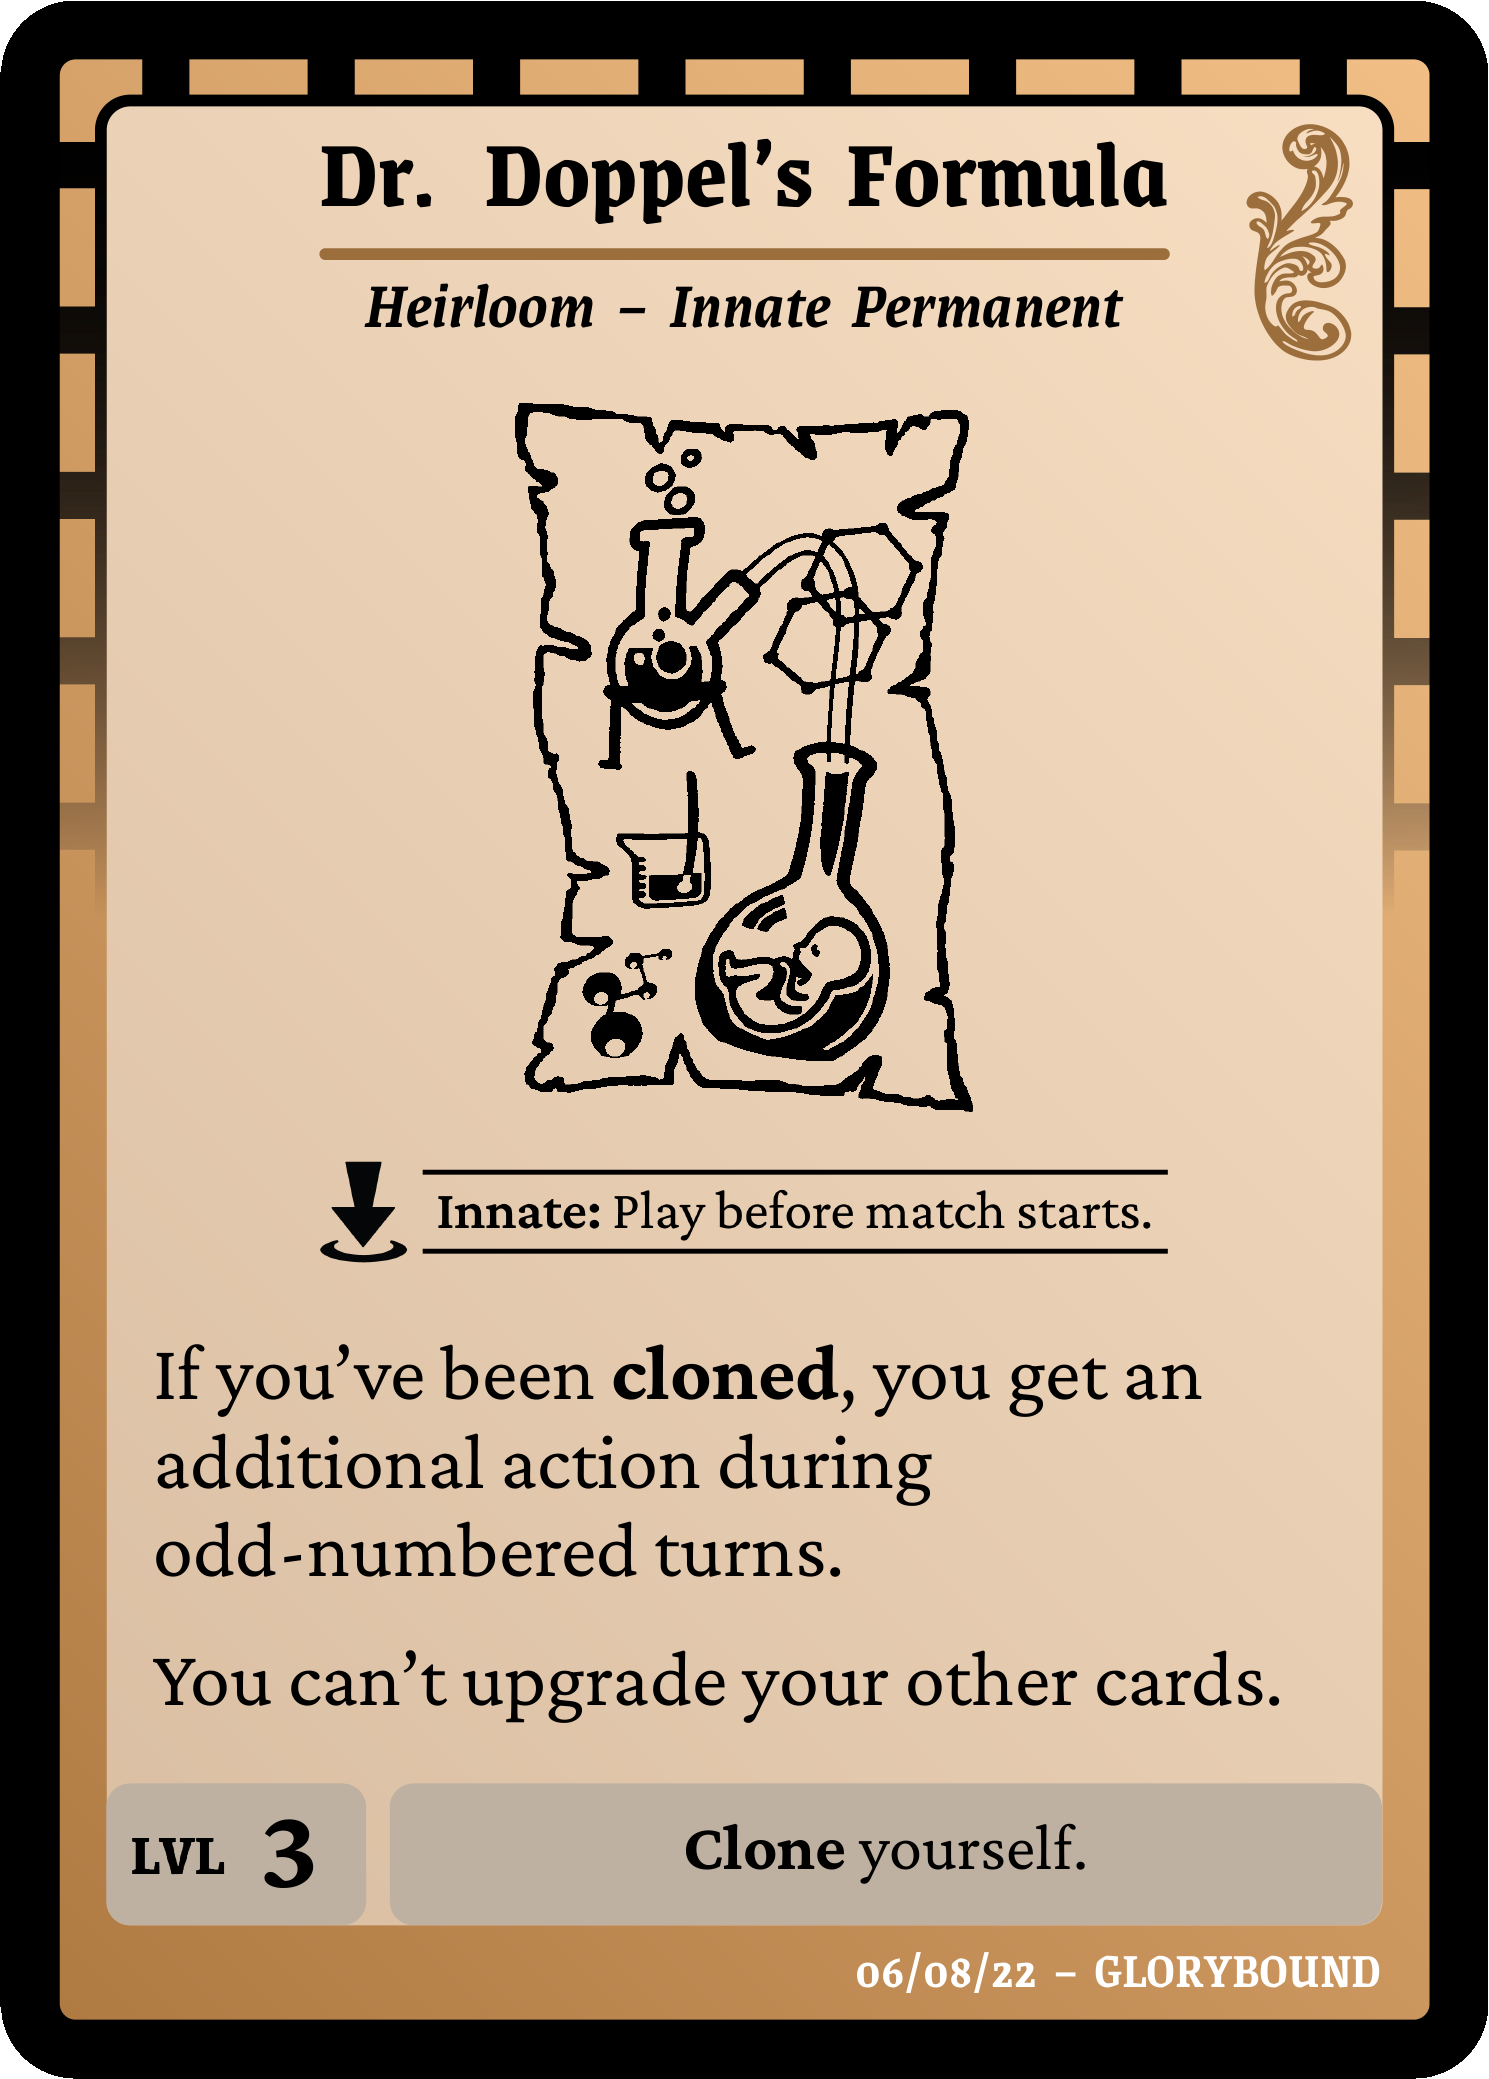 Dr. Doppel’s Formula
Heirloom – Innate Permanent
Innate: Play before match starts.
If you’ve been cloned, you get an
additional action during
odd-numbered turns.
You can’t upgrade your other cards.
LVL 3
Clone yourself.
06/08/22 – GLORYBOUND